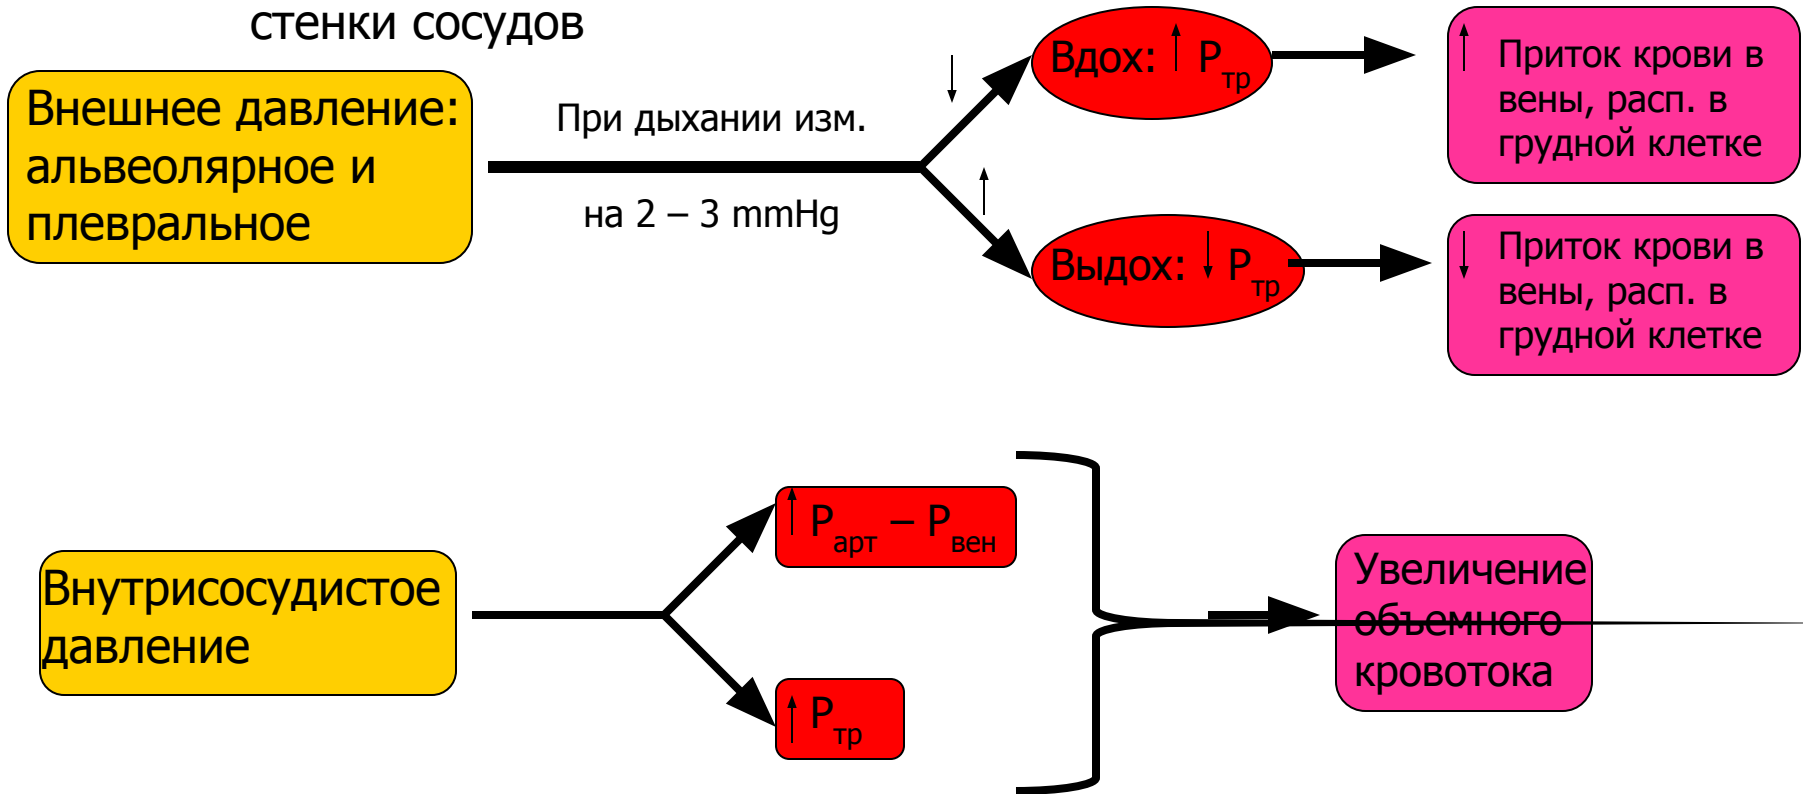 стенки сосудов
Внешнее давление:
альвеолярное и
плевральное
При дыхании изм.
на 2 – 3 mmHg
↓
↑
Вдох: ↑ Pтр
Выдох: ↓ Pтр
↑ Приток крови в
вены, расп. в
грудной клетке
↓ Приток крови в
вены, расп. в
грудной клетке
Внутрисосудистое
давление
↑ Pарт – Pвен
↑ Pтр
Увеличение
объемного
кровотока